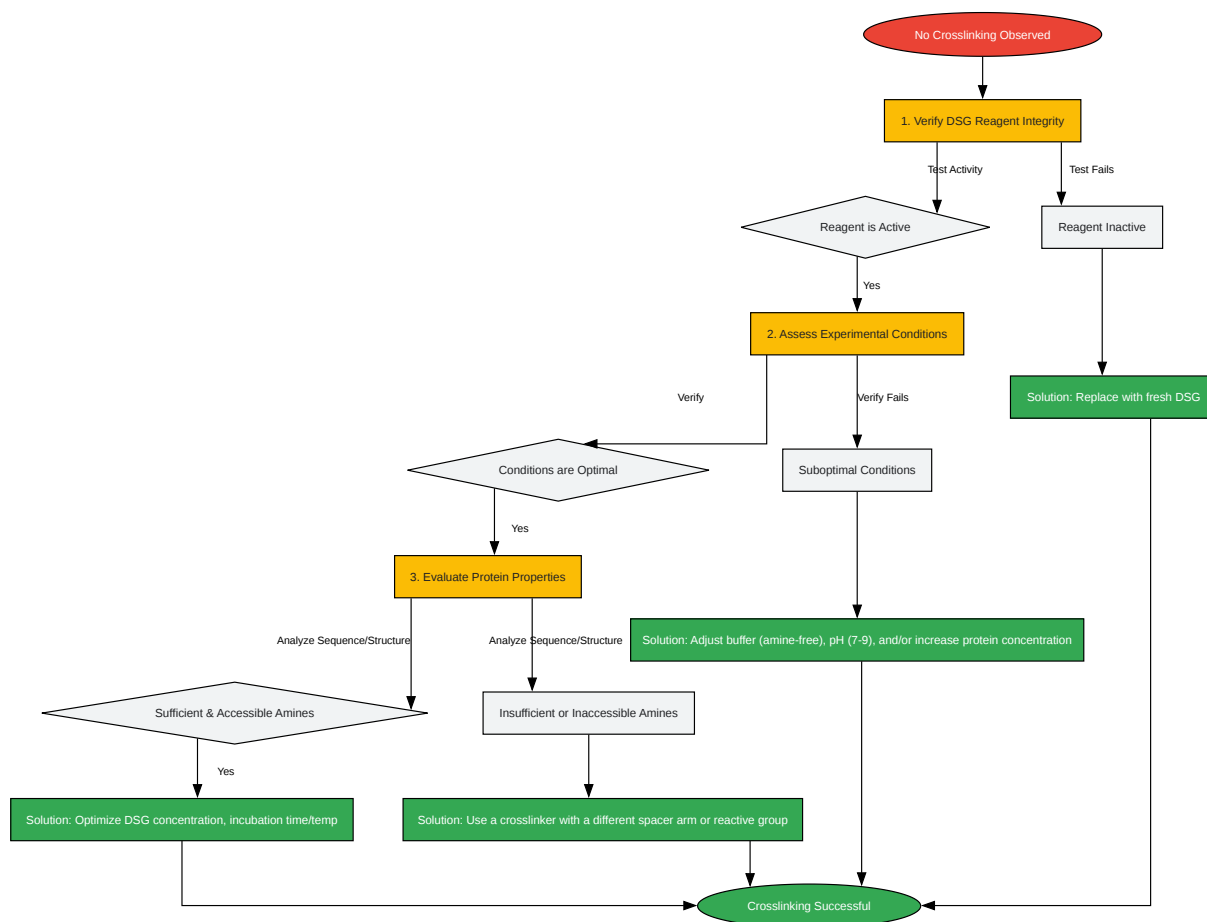 No Crosslinking Observed
1. Verify DSG Reagent Integrity
Test Activity
Test Fails
Reagent is Active
Reagent Inactive
Yes
2. Assess Experimental Conditions
Solution: Replace with fresh DSG
Verify
Verify Fails
Conditions are Optimal
Suboptimal Conditions
Yes
3. Evaluate Protein Properties
Analyze Sequence/Structure
Analyze Sequence/Structure
Solution: Adjust buffer (amine-free), pH (7-9), and/or increase protein concentration
Sufficient & Accessible Amines
Insufficient or Inaccessible Amines
Yes
Solution: Optimize DSG concentration, incubation time/temp
Solution: Use a crosslinker with a different spacer arm or reactive group
Crosslinking Successful